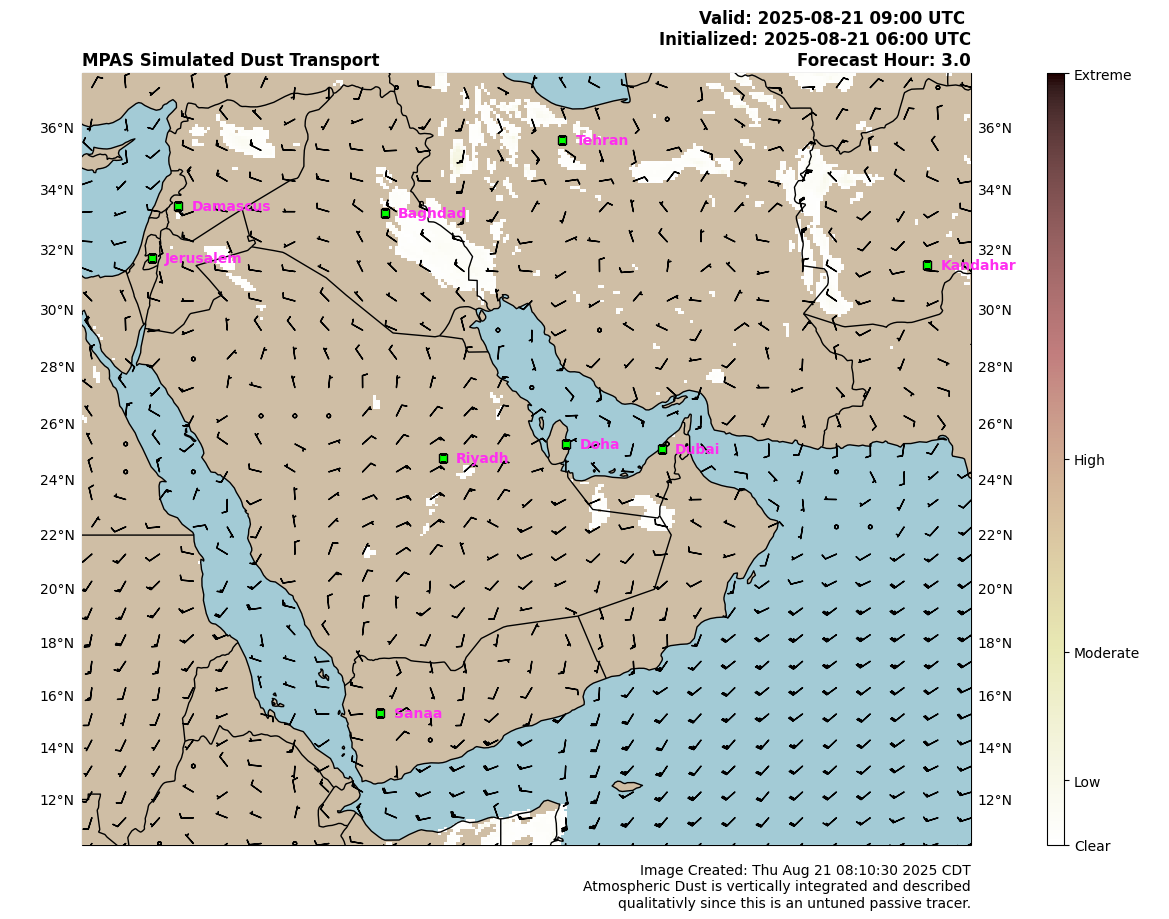 Valid: 2025-08-21 09:00 UTC
Initialized: 2025-08-21 06:00 UTC
MPAS Simulated Dust Transport
Forecast Hour: 3.0
Extreme
36°N
36°N
Tehran
34°N
34°N
Damascus
Baghdad
32°N
32°N
Jerusalem
Kandahar
30°N
30°N
28°N
28°N
26°N
26°N
Doha
Dubai
Riyadh
High
24°N
24°N
22°N
22°N
20°N
20°N
18°N
18°N
Moderate
16°N
16°N
Sanaa
14°N
14°N
Low
12°N
12°N
Clear
Image Created: Thu Aug 21 08:10:30 2025 CDT
Atmospheric Dust is vertically integrated and described
qualitativly since this is an untuned passive tracer.